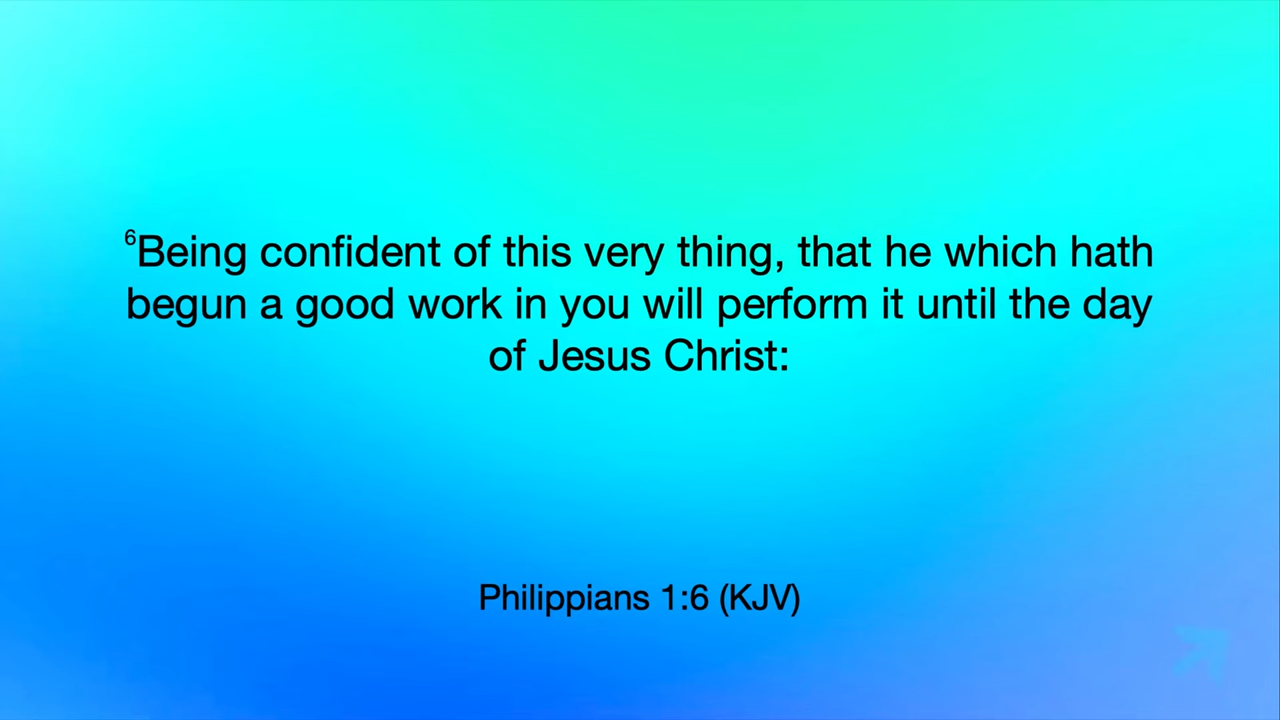 ⁶Being confident of this very thing, that he which hath
begun a good work in you will perform it until the day
of Jesus Christ:
Philippians 1:6 (KJV)